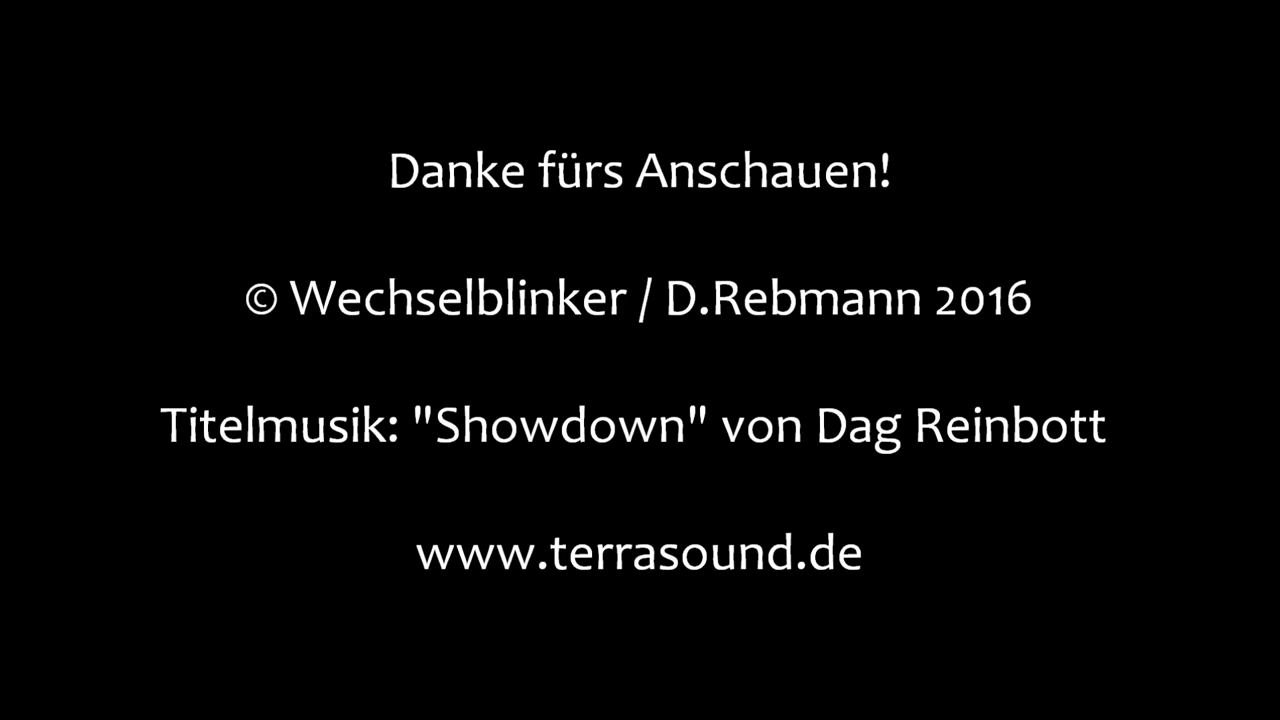 Danke fürs Anschauen!
© Wechselblinker / D.Rebmann 2016
Titelmusik: "Showdown" von Dag Reinbott
www.terrasound.de